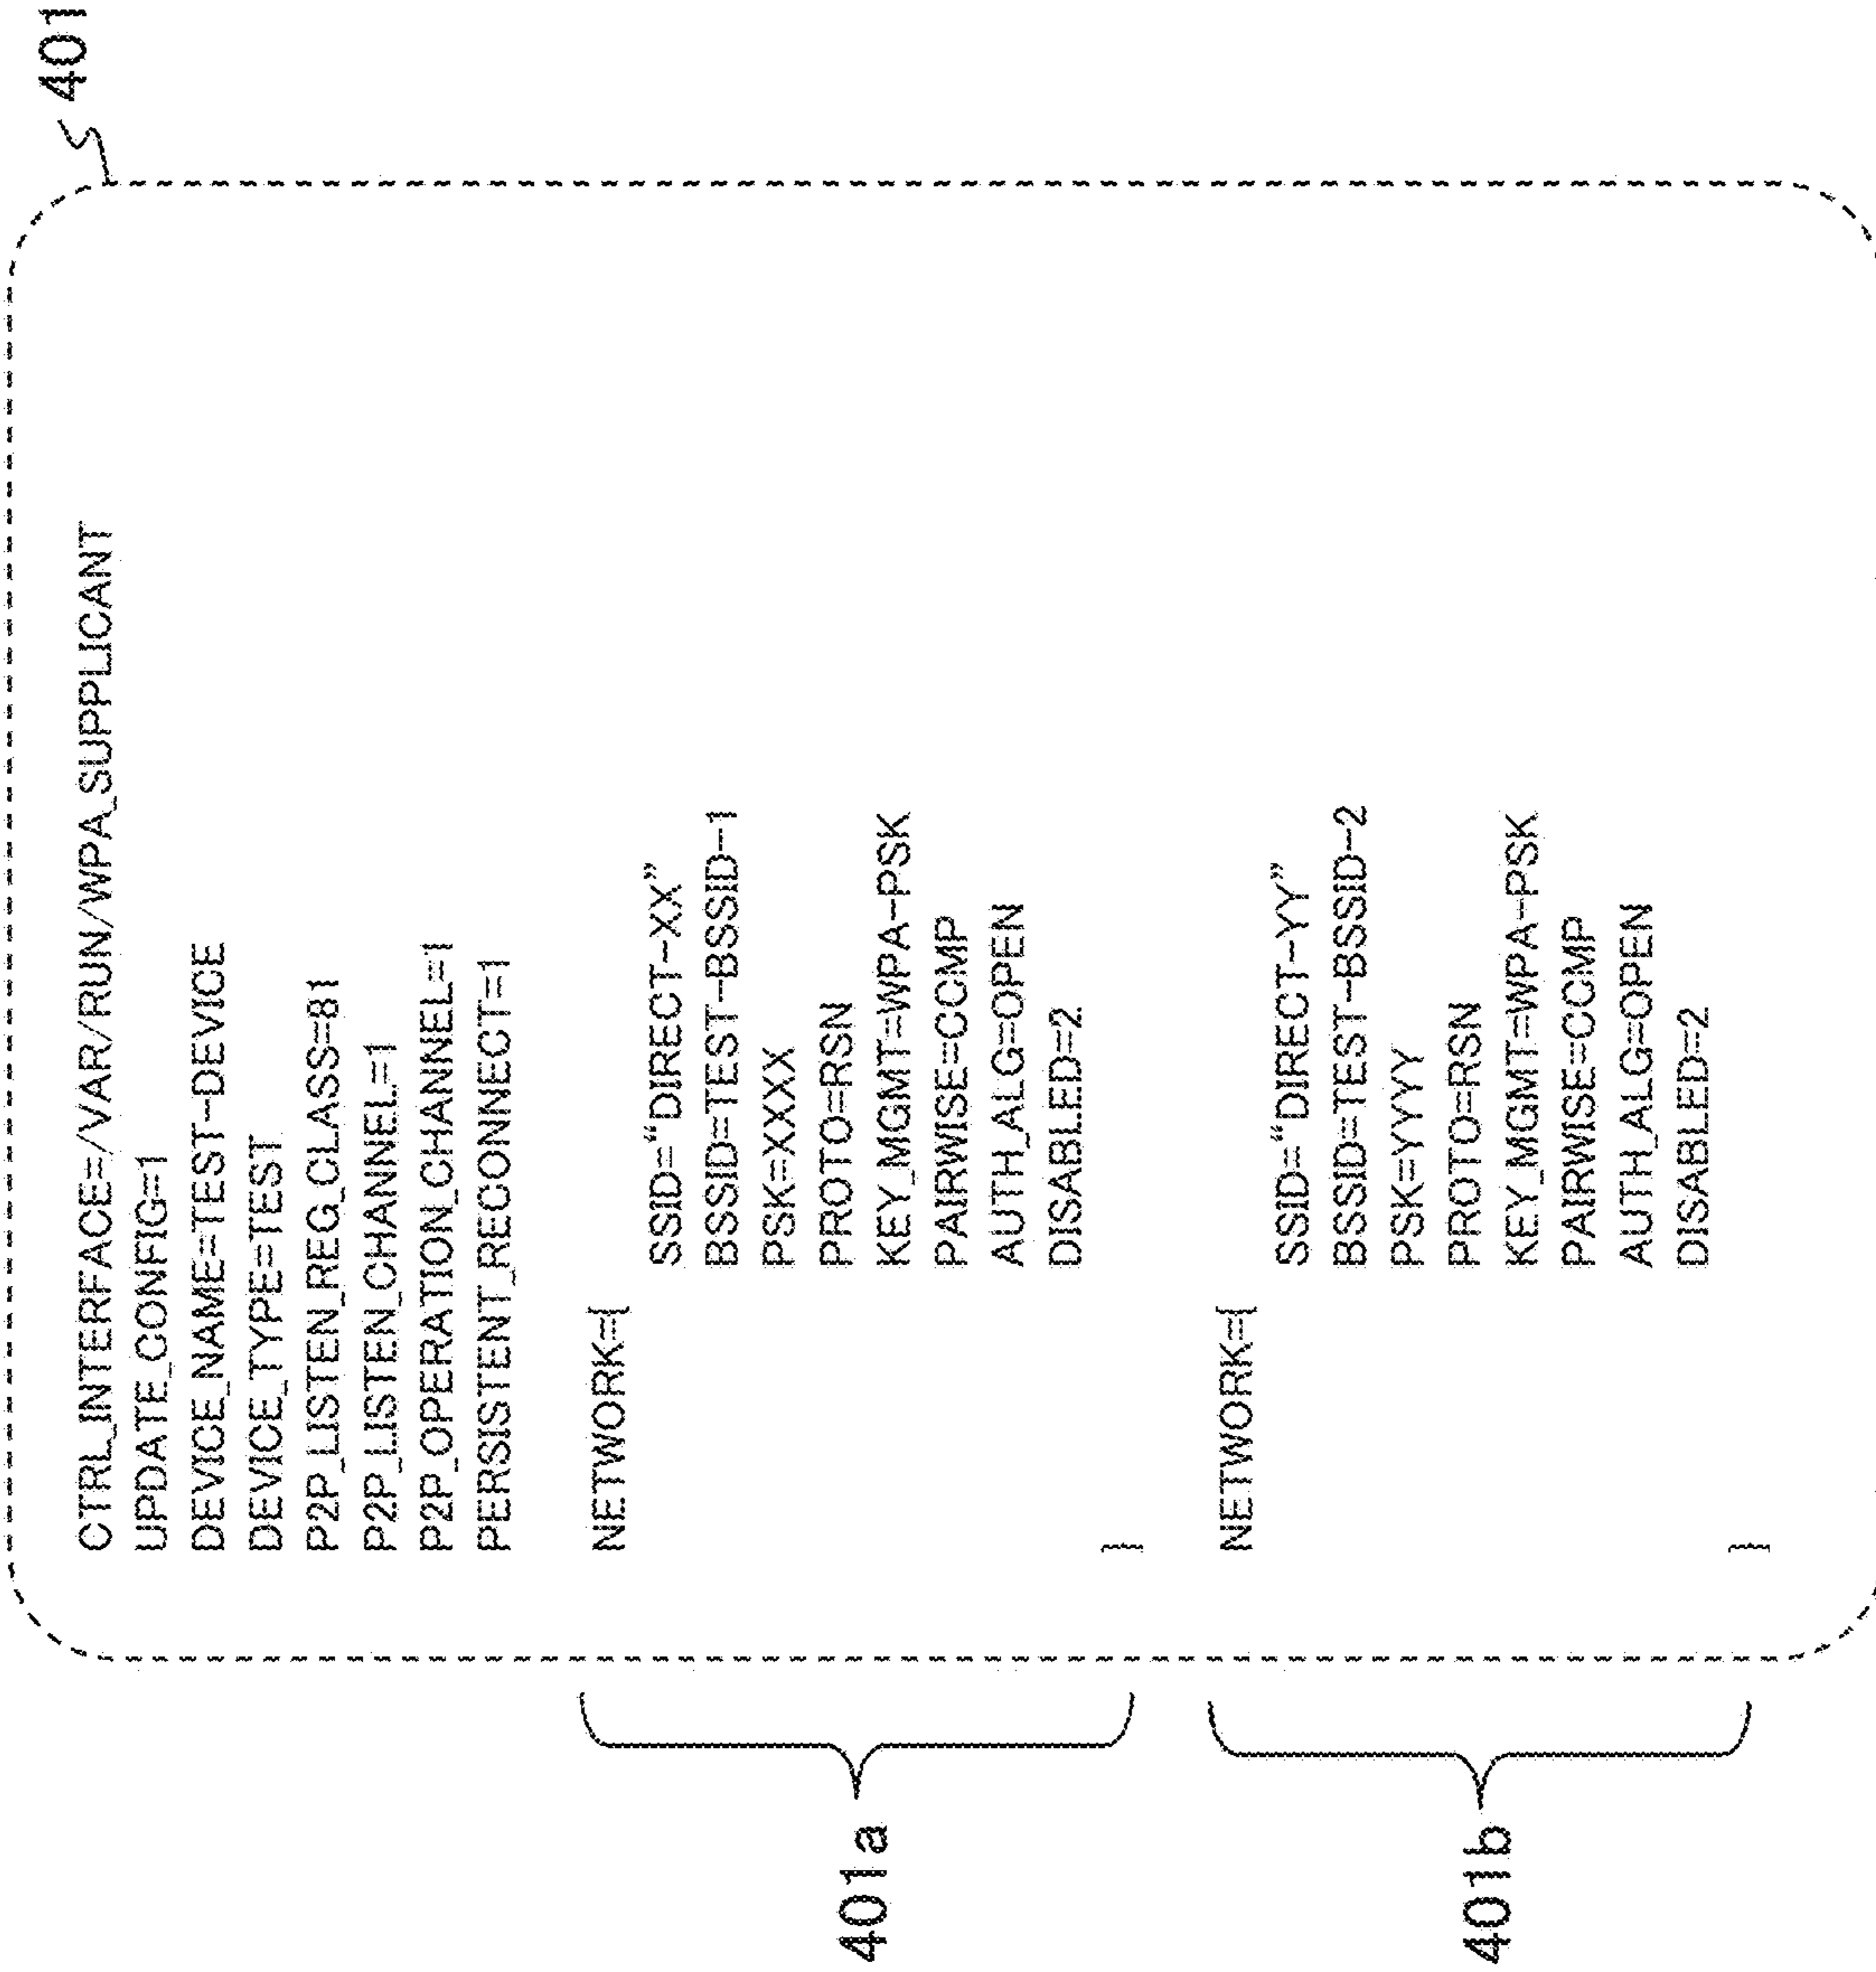 401
CTRL_INTERFACE=/VAR/RUN/WPA_SUPPLICANT
UPDATE_CONFIG=1
DEVICE_NAME=TEST-DEVICE
DEVICE_TYPE=TEST
P2P_LISTEN_REG_CLASS=81
P2P_LISTEN_CHANNEL=1
P2P_OPERATION_CHANNEL=1
PERSISTENT_RECONNECT=1
401a
NETWORK={
SSID="DIRECT-XX"
BSSID=TEST-BSSID-1
PSK=XXXX
PROTO=RSN
KEY_MGMT=WPA-PSK
PAIRWISE=CCMP
AUTH_ALG=OPEN
DISABLED=2
}
401b
NETWORK={
SSID="DIRECT-YY"
BSSID=TEST-BSSID-2
PSK=YYYY
PROTO=RSN
KEY_MGMT=WPA-PSK
PAIRWISE=CCMP
AUTH_ALG=OPEN
DISABLED=2
}